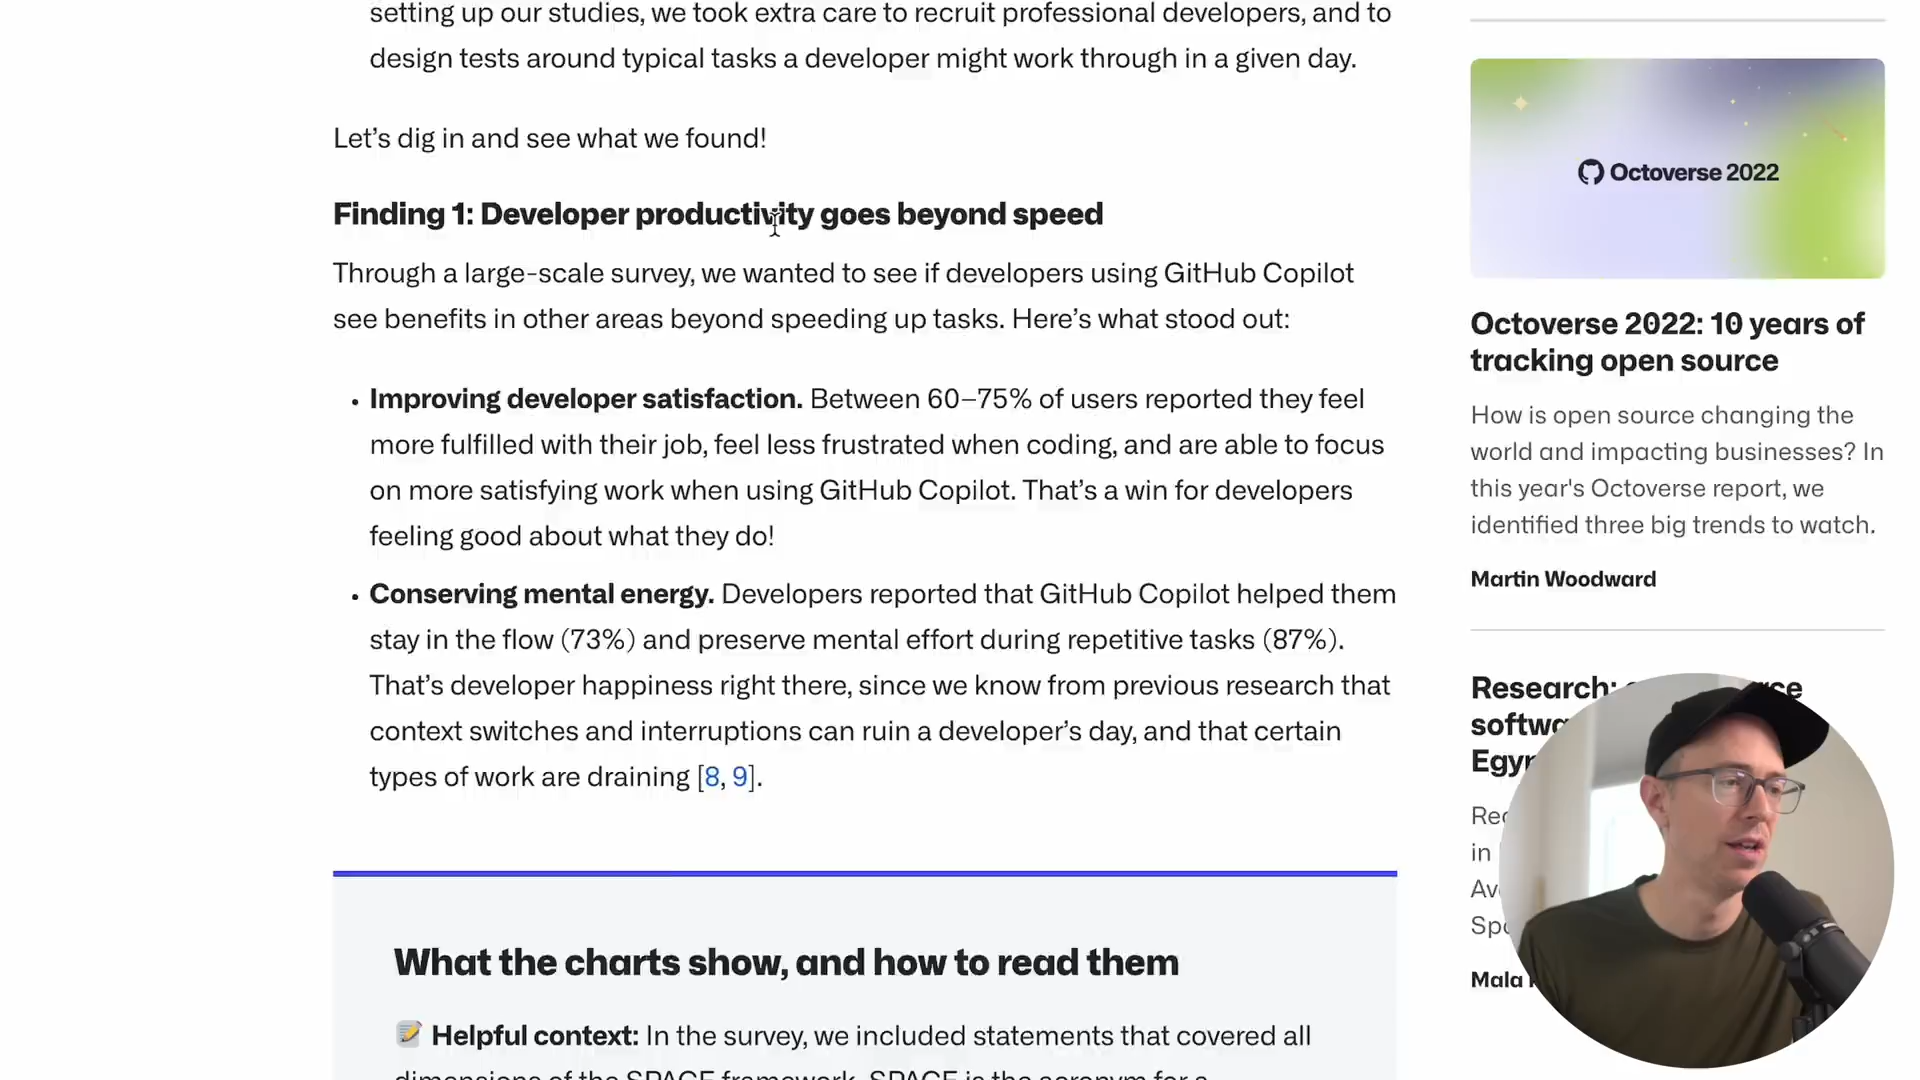 setting up our studies, we took extra care to recruit professional developers, and to
design tests around typical tasks a developer might work through in a given day.
Let’s dig in and see what we found!
Finding 1: Developer productivity goes beyond speed
Through a large-scale survey, we wanted to see if developers using GitHub Copilot
see benefits in other areas beyond speeding up tasks. Here’s what stood out:
• Improving developer satisfaction. Between 60–75% of users reported they feel
more fulfilled with their job, feel less frustrated when coding, and are able to focus
on more satisfying work when using GitHub Copilot. That’s a win for developers
feeling good about what they do!
• Conserving mental energy. Developers reported that GitHub Copilot helped them
stay in the flow (73%) and preserve mental effort during repetitive tasks (87%).
That’s developer happiness right there, since we know from previous research that
context switches and interruptions can ruin a developer’s day, and that certain
types of work are draining [8, 9].
What the charts show, and how to read them
📝 Helpful context: In the survey, we included statements that covered all
dimensions of the SPACE framework. SPACE is the acronym for a
Octoverse 2022
Octoverse 2022: 10 years of
tracking open source
How is open source changing the
world and impacting businesses? In
this year's Octoverse report, we
identified three big trends to watch.
Martin Woodward
Research:
in
Mala